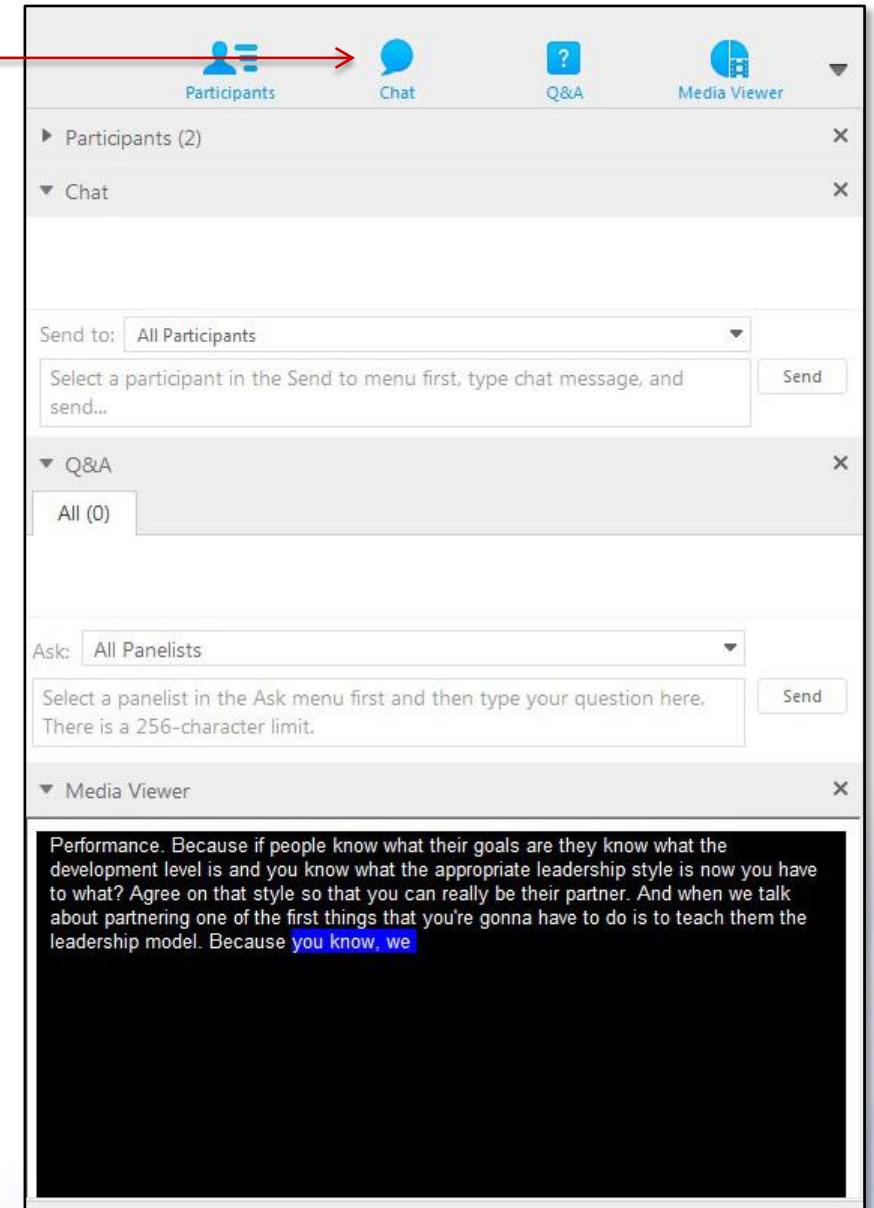 Participants Chat Q&A Media Viewer
Participants (2)
Chat
Send to: All Participants
Select a participant in the Send to menu first, type chat message, and
send...
Send
Q&A
All (0)
Ask: All Panelists
Select a panelist in the Ask menu first and then type your question here.
There is a 256-character limit.
Send
Media Viewer
Performance. Because if people know what their goals are they know what the
development level is and you know what the appropriate leadership style is now you have
to what? Agree on that style so that you can really be their partner. And when we talk
about partnering one of the first things that you're gonna have to do is to teach them the
leadership model. Because you know, we